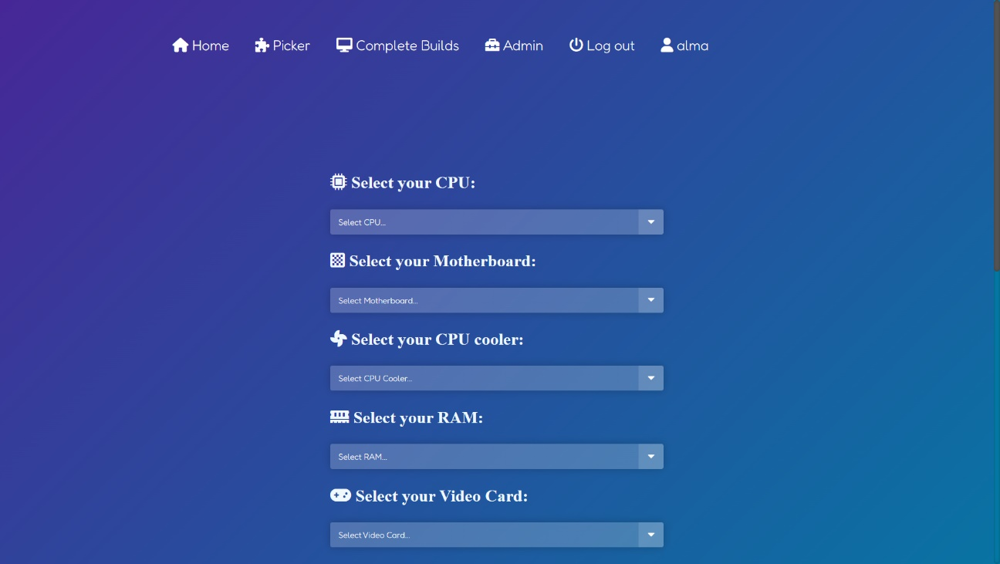 Home Picker Complete Builds Admin Log out alma
Select your CPU:
Select CPU...
Select your Motherboard:
Select Motherboard...
Select your CPU cooler:
Select CPU Cooler...
Select your RAM:
Select RAM...
Select your Video Card:
Select Video Card...